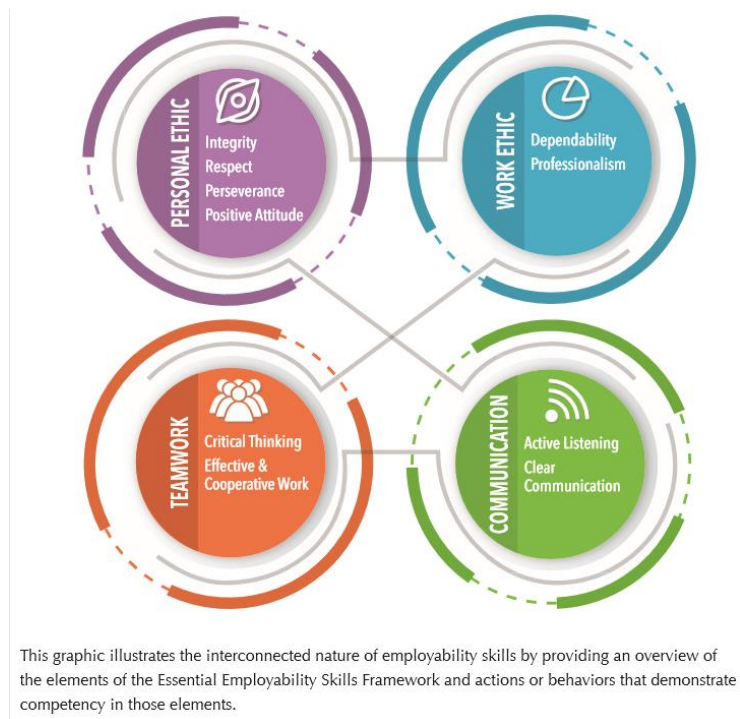 PERSONAL ETHIC
Integrity
Respect
Perseverance
Positive Attitude
WORK ETHIC
Dependability
Professionalism
TEAMWORK
Critical Thinking
Effective &
Cooperative Work
COMMUNICATION
Active Listening
Clear
Communication
This graphic illustrates the interconnected nature of employability skills by providing an overview of
the elements of the Essential Employability Skills Framework and actions or behaviors that demonstrate
competency in those elements.